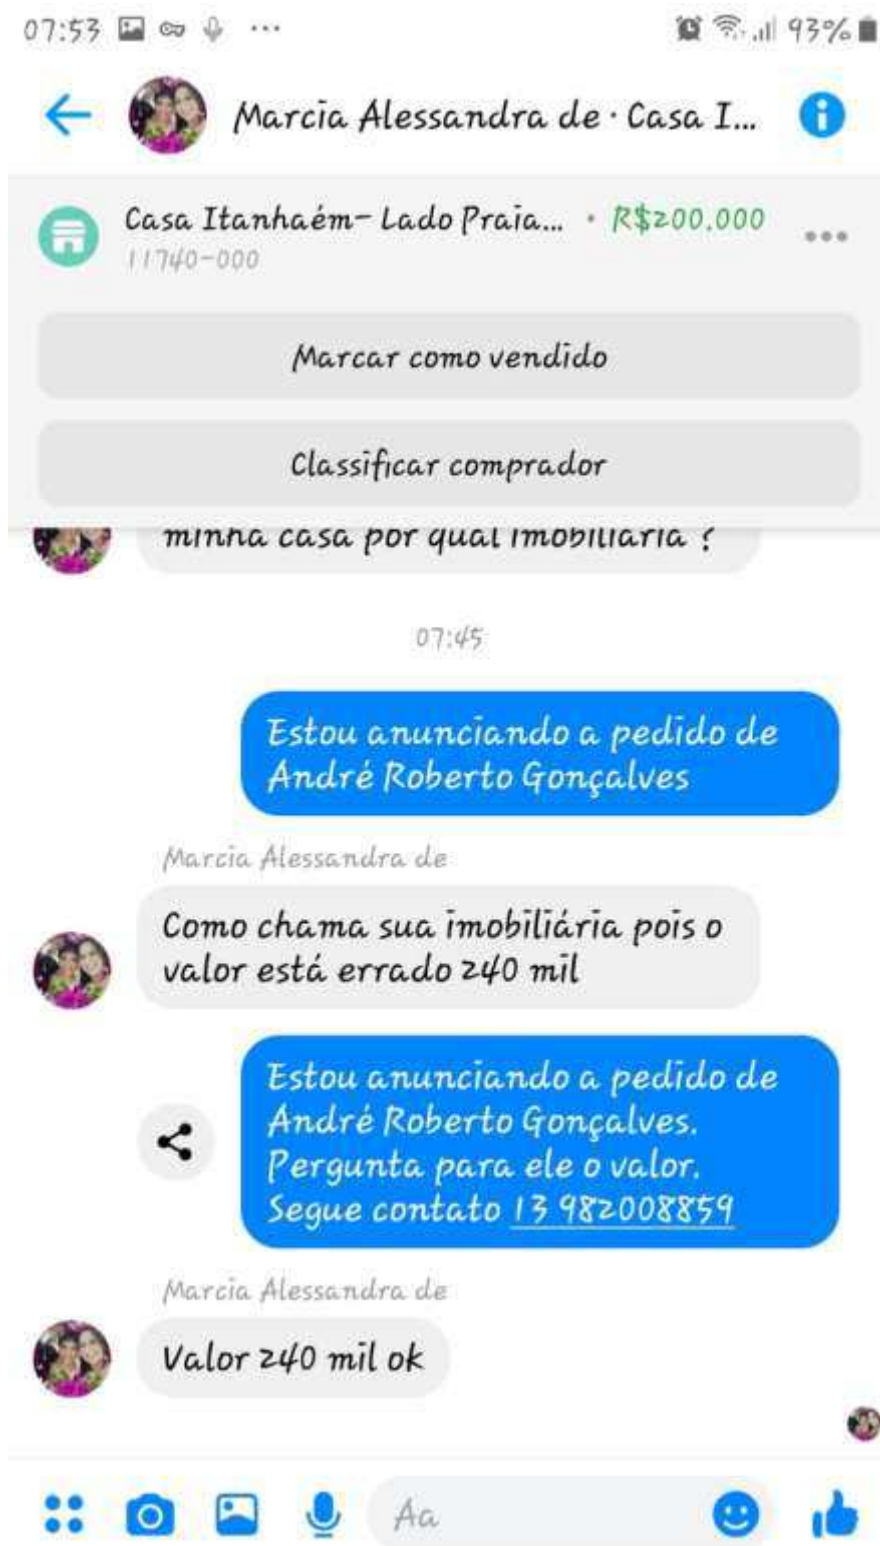 07:53 93%
Marcia Alessandra de · Casa I...
Casa Itanhaém- Lado Praia... • R$200.000
11740-000
Marcar como vendido
Classificar comprador
minha casa por qual imobiliária ?
07:45
Estou anunciando a pedido de
André Roberto Gonçalves
Marcia Alessandra de
Como chama sua imobiliária pois o
valor está errado 240 mil
Estou anunciando a pedido de
André Roberto Gonçalves.
Pergunta para ele o valor.
Segue contato 13 982008859
Marcia Alessandra de
Valor 240 mil ok
Aa